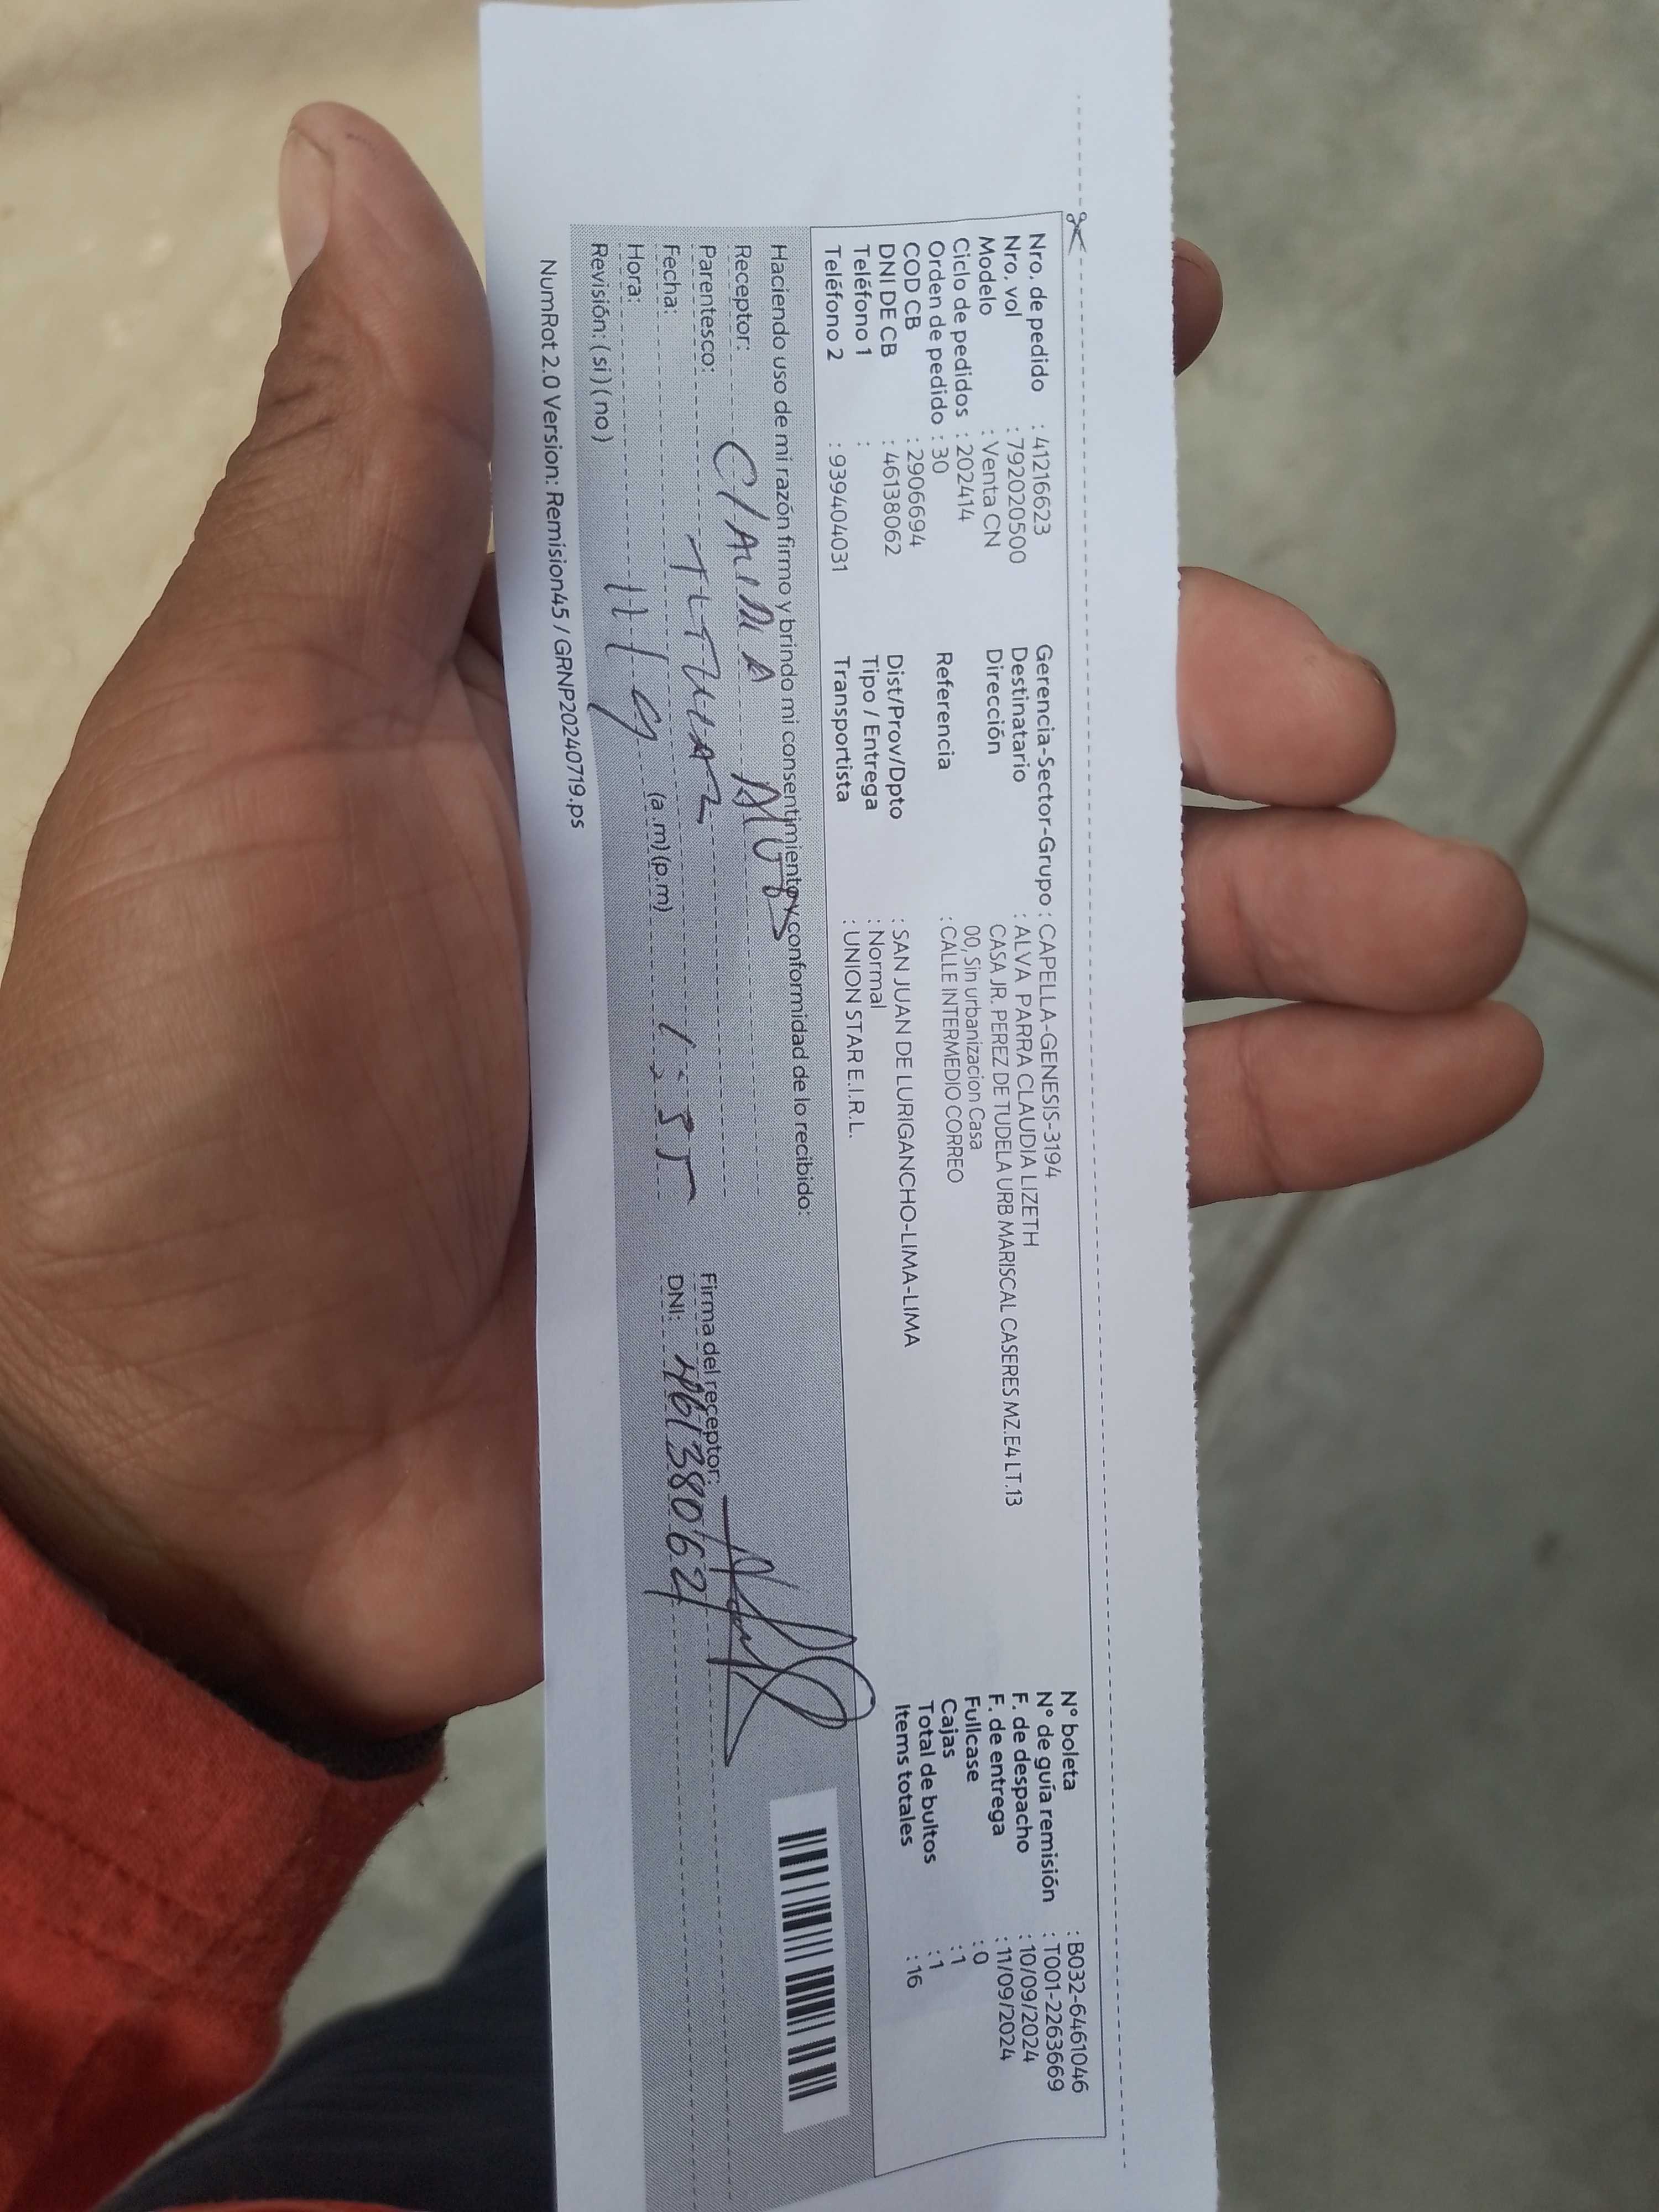 Nro. de pedido : 41216623
Nro. vol : 792020500
Modelo : Venta CN
Ciclo de pedidos : 202414
Orden de pedido : 30
COD CB : 2906694
DNI DE CB : 46138062
Teléfono 1 :
Teléfono 2 : 939404031
Gerencia-Sector-Grupo : CAPELLA-GENESIS-3194
Destinatario : ALVA PARRA CLAUDIA LIZETH
Dirección CASA JR. PEREZ DE TUDELA URB MARISCAL CASERES MZ.E4 LT.13
00, Sin urbanizacion Casa
Referencia : CALLE INTERMEDIO CORREO
Dist/Prov/Dpto : SAN JUAN DE LURIGANCHO-LIMA-LIMA
Tipo / Entrega : Normal
Transportista : UNION STAR E.I.R.L.
N° boleta : B032-6461046
N° de guía remisión : T001-2263669
F. de despacho : 10/09/2024
F. de entrega : 11/09/2024
Fullcase : 0
Cajas : 1
Total de bultos : 1
Items totales : 16
Haciendo uso de mi razón firmo y brindo mi consentimiento y conformidad de lo recibido:
Receptor: ClAuDIA
Parentesco:
Fecha: 11/9
Hora: (a.m) (p.m) 1:55
Revisión: ( si ) ( no )
Firma del receptor:
DNI: 46138062
NumRot 2.0 Version: Remision45 / GRNP20240719.ps